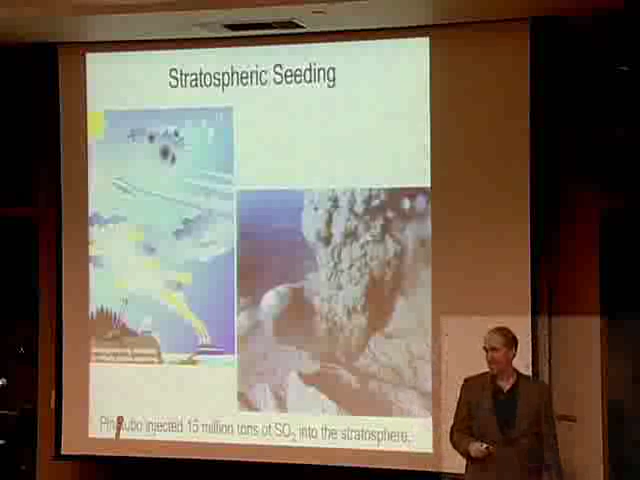 Stratospheric Seeding
Pinatubo injected 15 million tons of SO₂ into the stratosphere.